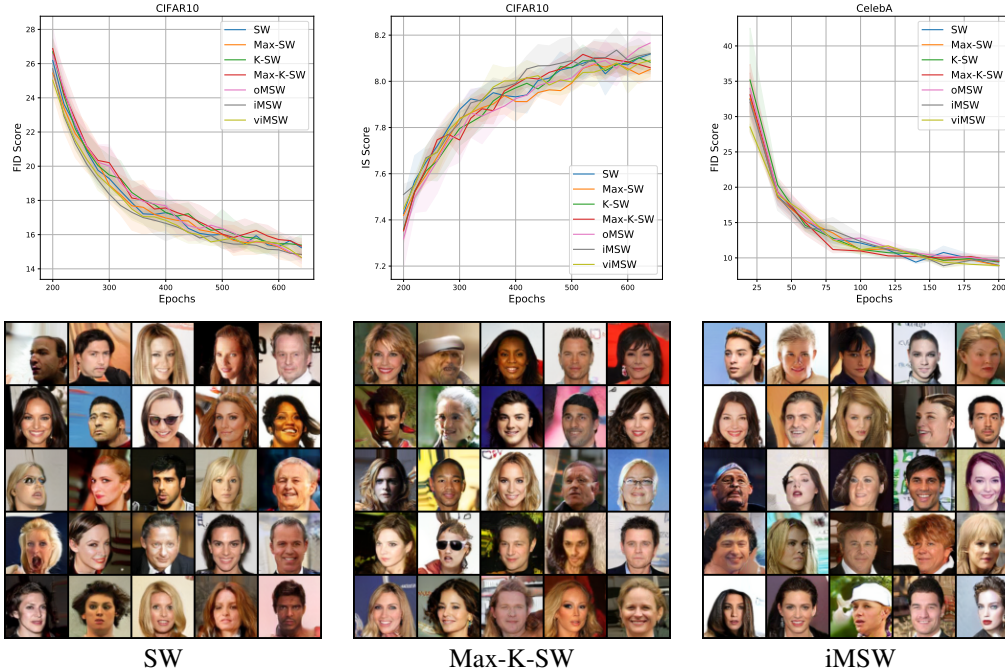 CIFAR10
28
26
24
22
20
18
16
14
FID Score
200
300
400
500
600
Epochs
SW
Max-SW
K-SW
Max-K-SW
oMSW
iMSW
viMSW
CIFAR10
8.2
8.0
7.8
7.6
7.4
7.2
IS Score
200
300
400
500
600
Epochs
SW
Max-SW
K-SW
Max-K-SW
oMSW
iMSW
viMSW
CelebA
40
35
30
25
20
15
10
FID Score
25
50
75
100
125
150
175
200
Epochs
SW
Max-SW
K-SW
Max-K-SW
oMSW
iMSW
viMSW
SW
Max-K-SW
iMSW